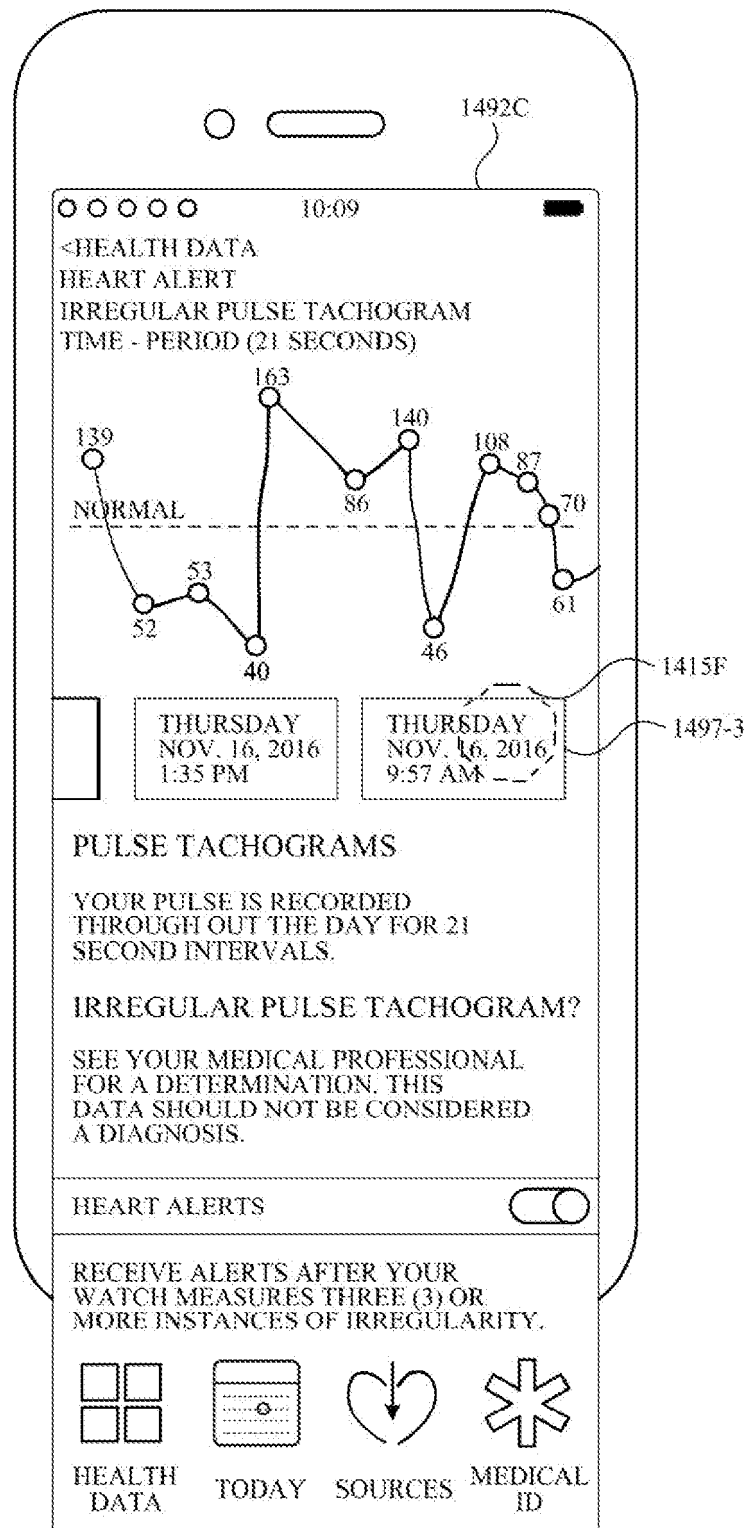 1492C
10:09
<HEALTH DATA
HEART ALERT
IRREGULAR PULSE TACHOGRAM
TIME - PERIOD (21 SECONDS)
163
139
140
108
87
NORMAL
86
70
53
52
61
40
46
1415F
1497-3
THURSDAY
NOV. 16, 2016
1:35 PM
THURSDAY
NOV. 16, 2016
9:57 AM
PULSE TACHOGRAMS
YOUR PULSE IS RECORDED
THROUGH OUT THE DAY FOR 21
SECOND INTERVALS.
IRREGULAR PULSE TACHOGRAM?
SEE YOUR MEDICAL PROFESSIONAL
FOR A DETERMINATION. THIS
DATA SHOULD NOT BE CONSIDERED
A DIAGNOSIS.
HEART ALERTS
RECEIVE ALERTS AFTER YOUR
WATCH MEASURES THREE (3) OR
MORE INSTANCES OF IRREGULARITY.
HEALTH
DATA
TODAY
SOURCES
MEDICAL
ID